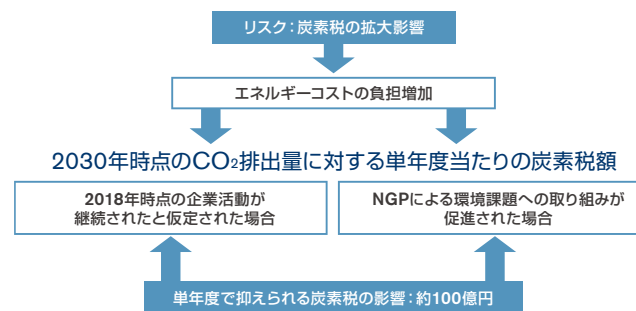 リスク：炭素税の拡大影響
エネルギーコストの負担増加
2030年時点のCO₂排出量に対する単年度当たりの炭素税額
2018年時点の企業活動が
継続されたと仮定された場合
NGPによる環境課題への取り組みが
促進された場合
単年度で抑えられる炭素税の影響：約100億円